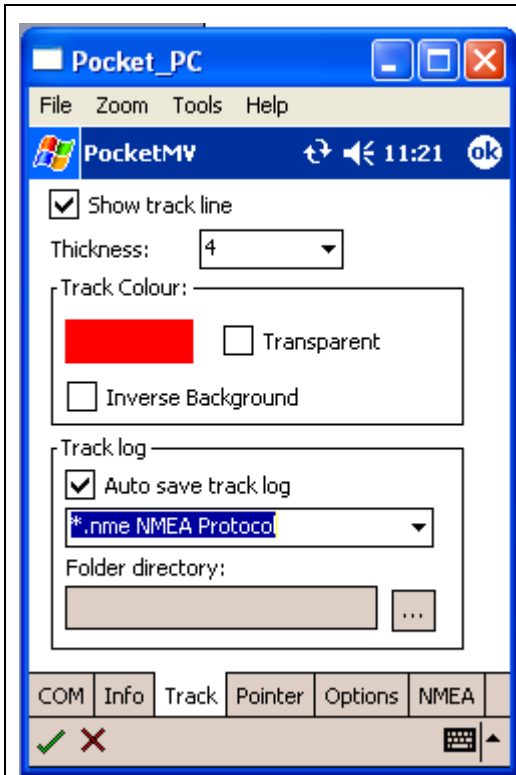 Pocket_PC
File Zoom Tools Help
PocketMV 11:21 ok
Show track line
Thickness: 4
Track Colour:
Transparent
Inverse Background
Track log
Auto save track log
*.nme NMEA Protocol
Folder directory:
...
COM Info Track Pointer Options NMEA